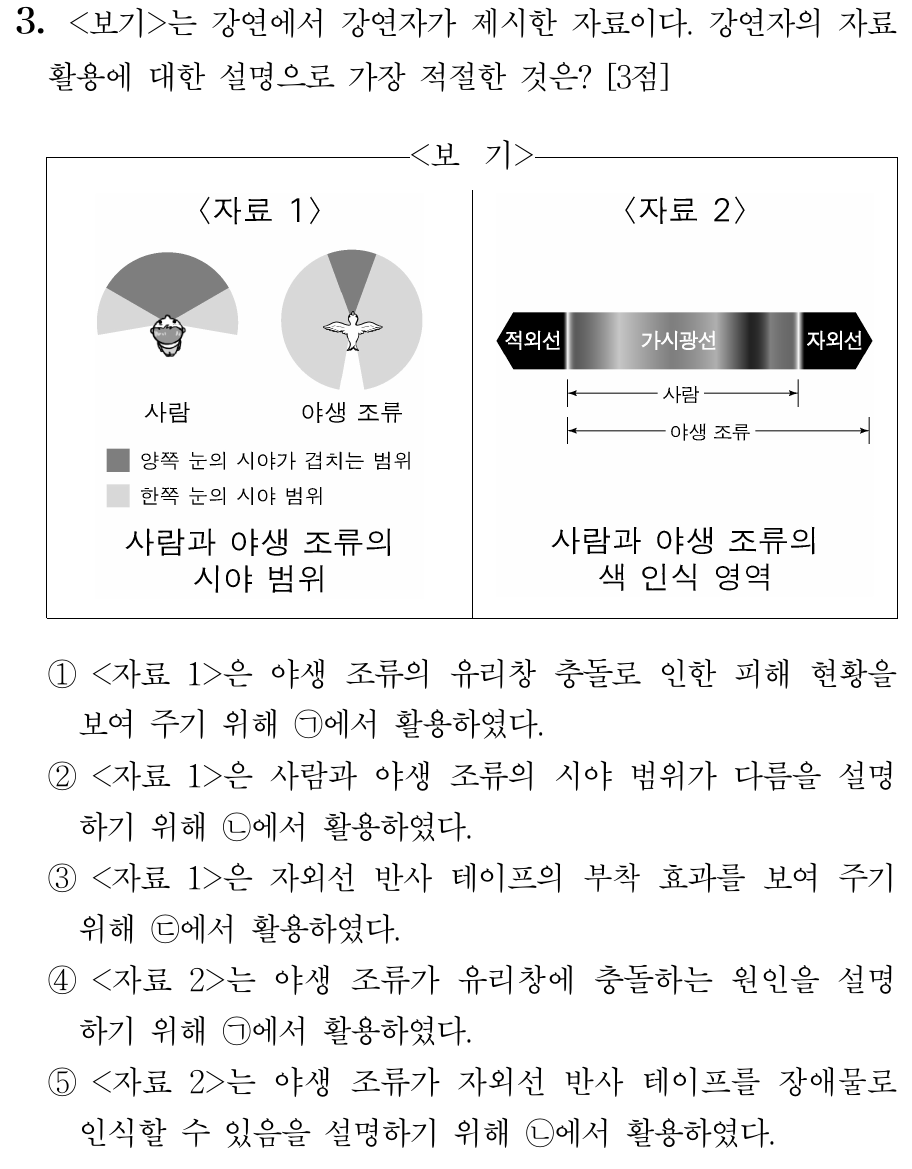 3. <보기>는 강연에서 강연자가 제시한 자료이다. 강연자의 자료
활용에 대한 설명으로 가장 적절한 것은? [3점]
<보 기>
〈자료 1〉
사람
야생 조류
양쪽 눈의 시야가 겹치는 범위
한쪽 눈의 시야 범위
사람과 야생 조류의
시야 범위
〈자료 2〉
적외선 가시광선 자외선
사람
야생 조류
사람과 야생 조류의
색 인식 영역
① <자료 1>은 야생 조류의 유리창 충돌로 인한 피해 현황을
보여 주기 위해 ㉠에서 활용하였다.
② <자료 1>은 사람과 야생 조류의 시야 범위가 다름을 설명
하기 위해 ㉡에서 활용하였다.
③ <자료 1>은 자외선 반사 테이프의 부착 효과를 보여 주기
위해 ㉢에서 활용하였다.
④ <자료 2>는 야생 조류가 유리창에 충돌하는 원인을 설명
하기 위해 ㉠에서 활용하였다.
⑤ <자료 2>는 야생 조류가 자외선 반사 테이프를 장애물로
인식할 수 있음을 설명하기 위해 ㉡에서 활용하였다.